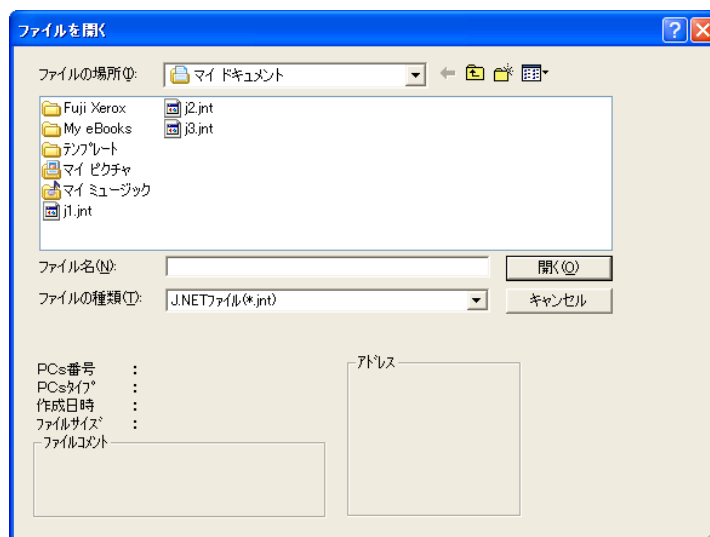 ファイルを開く
ファイルの場所(I):
マイ ドキュメント
Fuji Xerox
My eBooks
テンプレート
マイ ピクチャ
マイ ミュージック
j1.jnt
j2.jnt
j3.jnt
ファイル名(N):
開く(O)
ファイルの種類(T):
J.NETファイル(*.jnt)
キャンセル
PCs番号 :
PCsタイプ :
作成日時 :
ファイルサイズ :
ファイルコメント
アドレス